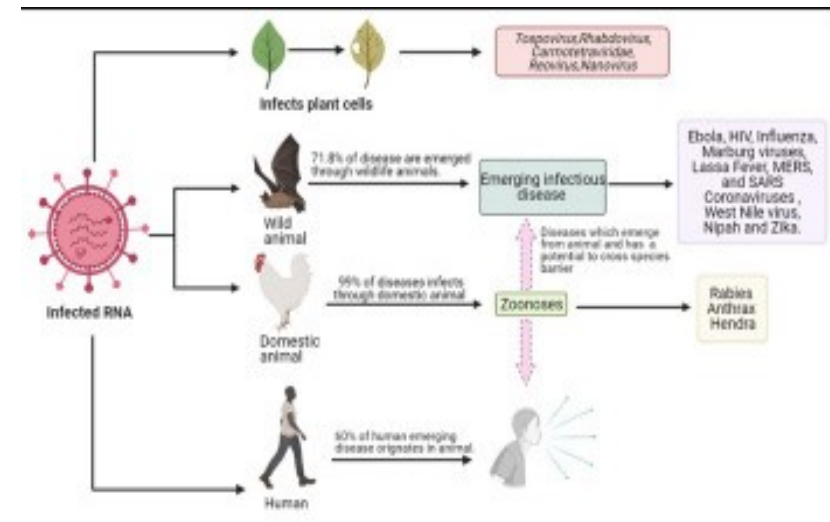 Tospovirus,Rhabdovirus,
Carmotetraviridae,
Reovirus,Nanovirus
Infects plant cells
71.8% of disease are emerged
through wildlife animals.
Wild
animal
Emerging infectious
disease
Ebola, HIV, Influenza,
Marburg viruses,
Lassa Fever, MERS,
and SARS
Coronaviruses ,
West Nile virus,
Nipah and Zika.
Diseases which emerge
from animal and has a
potential to cross species
barrier
Infected RNA
99% of diseases infects
through domestic animal
Domestic
animal
Zoonoses
Rabies
Anthrax
Hendra
60% of human emerging
disease orignates in animal.
Human